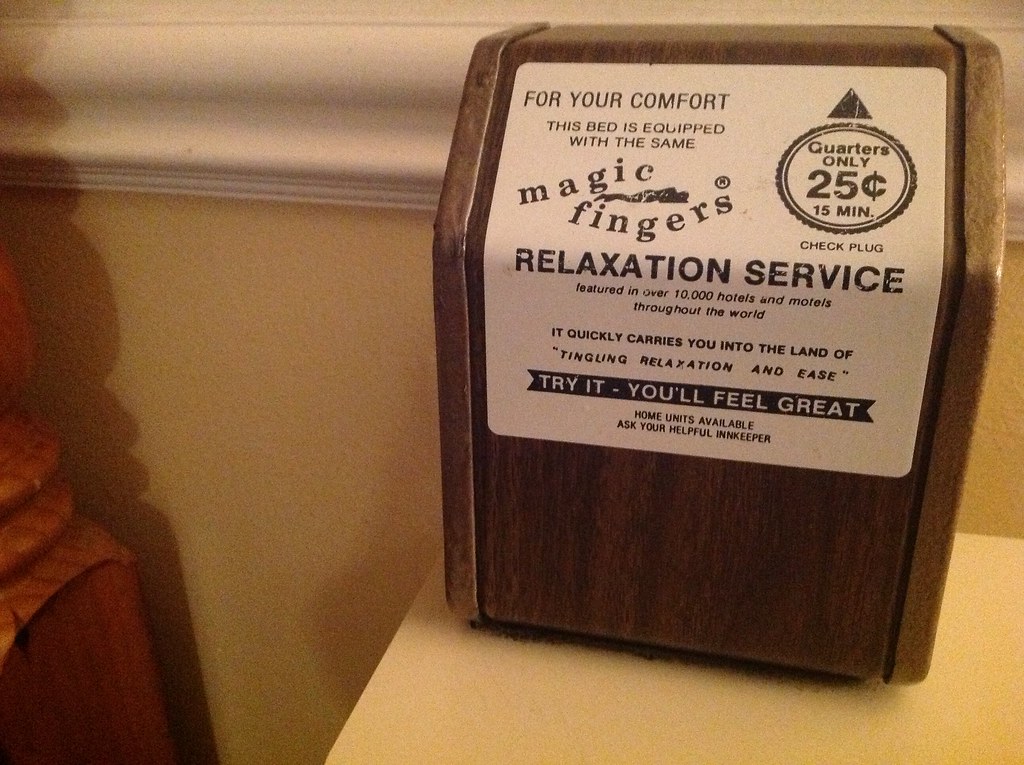 FOR YOUR COMFORT
THIS BED IS EQUIPPED
WITH THE SAME
magic
fingers®
RELAXATION SERVICE
featured in over 10,000 hotels and motels
throughout the world
IT QUICKLY CARRIES YOU INTO THE LAND OF
"TINGLING RELAXATION AND EASE"
TRY IT - YOU'LL FEEL GREAT
HOME UNITS AVAILABLE
ASK YOUR HELPFUL INNKEEPER
Quarters
ONLY
25¢
15 MIN.
CHECK PLUG